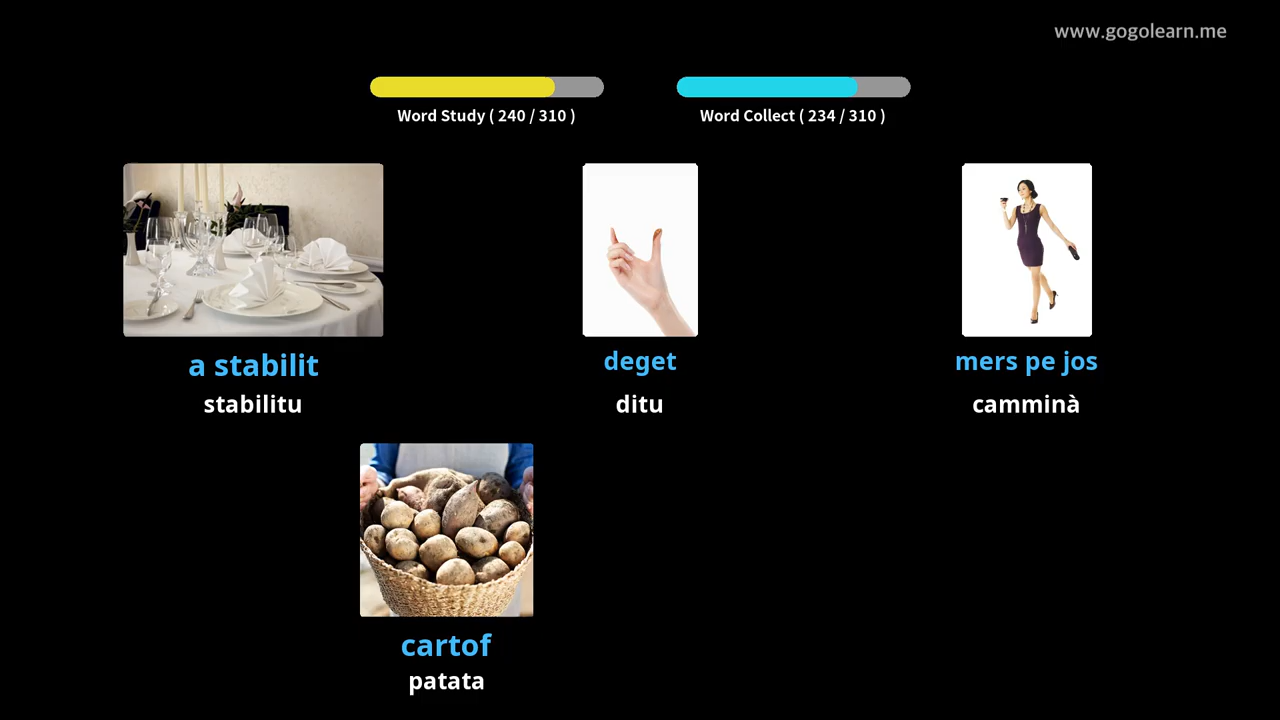 www.gogolearn.me
Word Study ( 240 / 310 )
Word Collect ( 234 / 310 )
a stabilit
stabilitu
deget
ditu
mers pe jos
camminà
cartof
patata